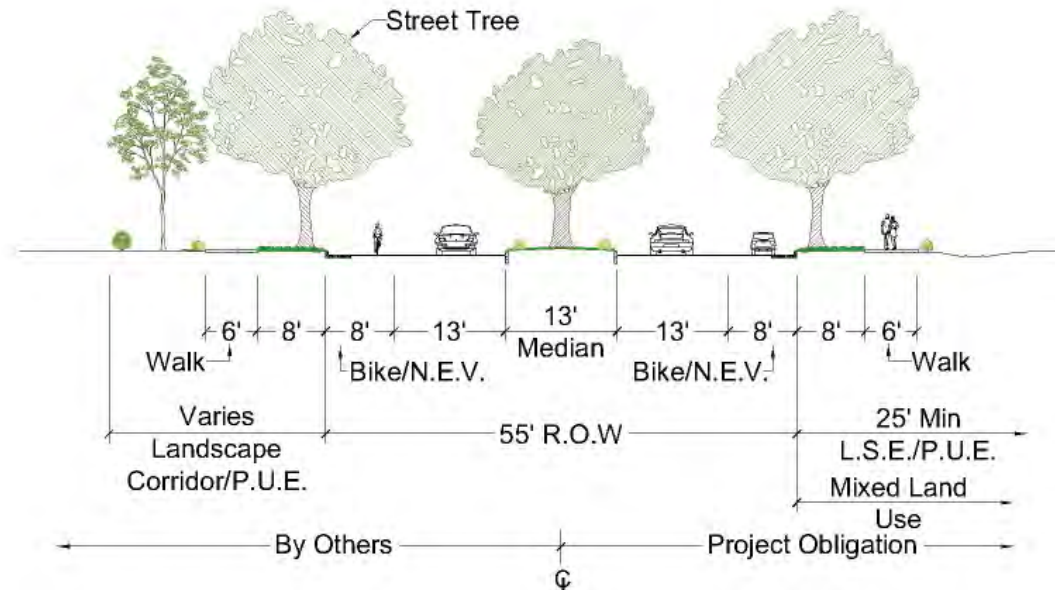 Street Tree
6' 8' 8' 13' 13' 13' 8' 8' 6'
Median
Walk Bike/N.E.V. Bike/N.E.V. Walk
Varies
Landscape
Corridor/P.U.E.
55' R.O.W
25' Min
L.S.E./P.U.E.
Mixed Land
Use
By Others
Project Obligation
℄